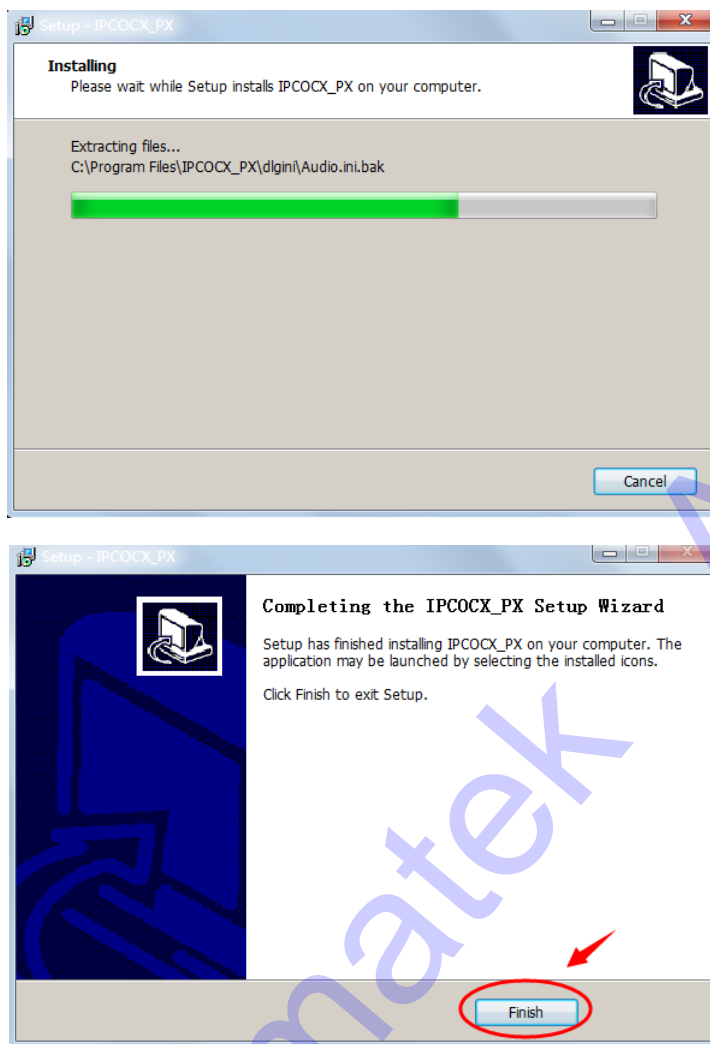 Setup - IPCOCX_PX
Installing
Please wait while Setup installs IPCOCX_PX on your computer.
Extracting files...
C:\Program Files\IPCOCX_PX\dlgini\Audio.ini.bak
Cancel
Setup - IPCOCX_PX
Completing the IPCOCX_PX Setup Wizard
Setup has finished installing IPCOCX_PX on your computer. The
application may be launched by selecting the installed icons.
Click Finish to exit Setup.
matek
Finish